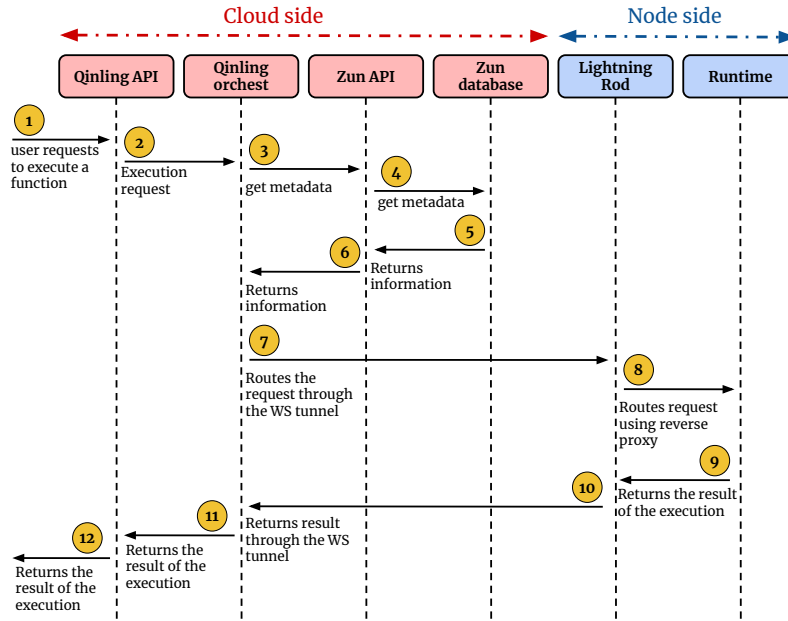 Cloud side
Node side
Qinling API
Qinling
orchest
Zun API
Zun
database
Lightning
Rod
Runtime
1
user requests
to execute a
function
2
Execution
request
3
get metadata
4
get metadata
5
Returns
information
6
Returns
information
7
Routes the
request through
the WS tunnel
8
Routes request
using reverse
proxy
9
Returns the result
of the execution
10
Returns result
through the WS
tunnel
11
Returns the
result of the
execution
12
Returns the
result of the
execution